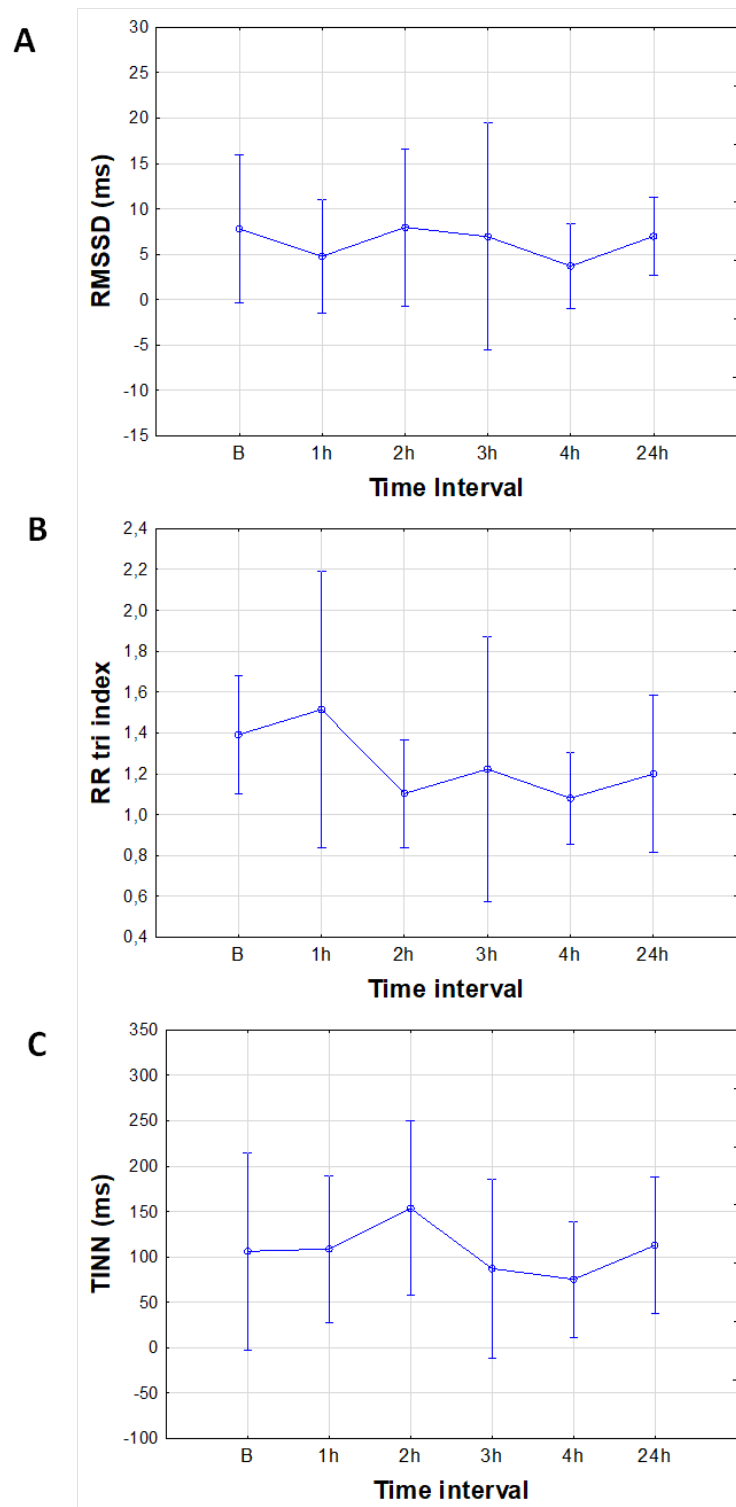 A
30
25
20
15
10
5
0
-5
-10
-15
RMSSD (ms)
B 1h 2h 3h 4h 24h
Time Interval
B
2,4
2,2
2,0
1,8
1,6
1,4
1,2
1,0
0,8
0,6
0,4
RR tri index
B 1h 2h 3h 4h 24h
Time interval
C
350
300
250
200
150
100
50
0
-50
-100
TINN (ms)
B 1h 2h 3h 4h 24h
Time interval